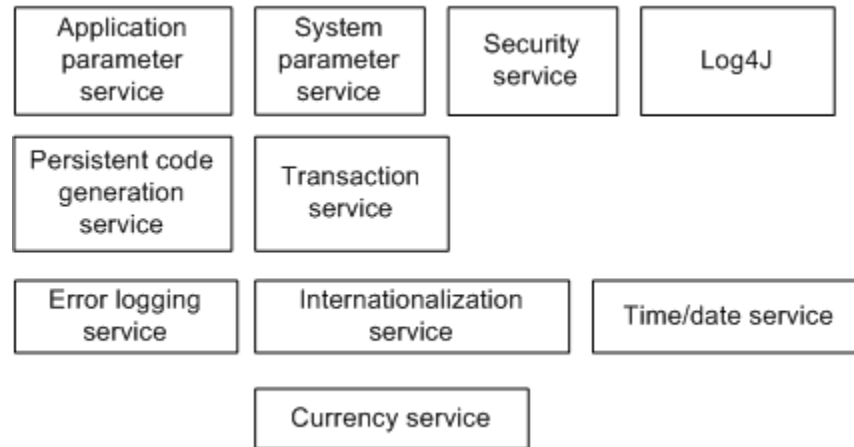 Application
parameter
service
System
parameter
service
Security
service
Log4J
Persistent code
generation
service
Transaction
service
Error logging
service
Internationalization
service
Time/date service
Currency service